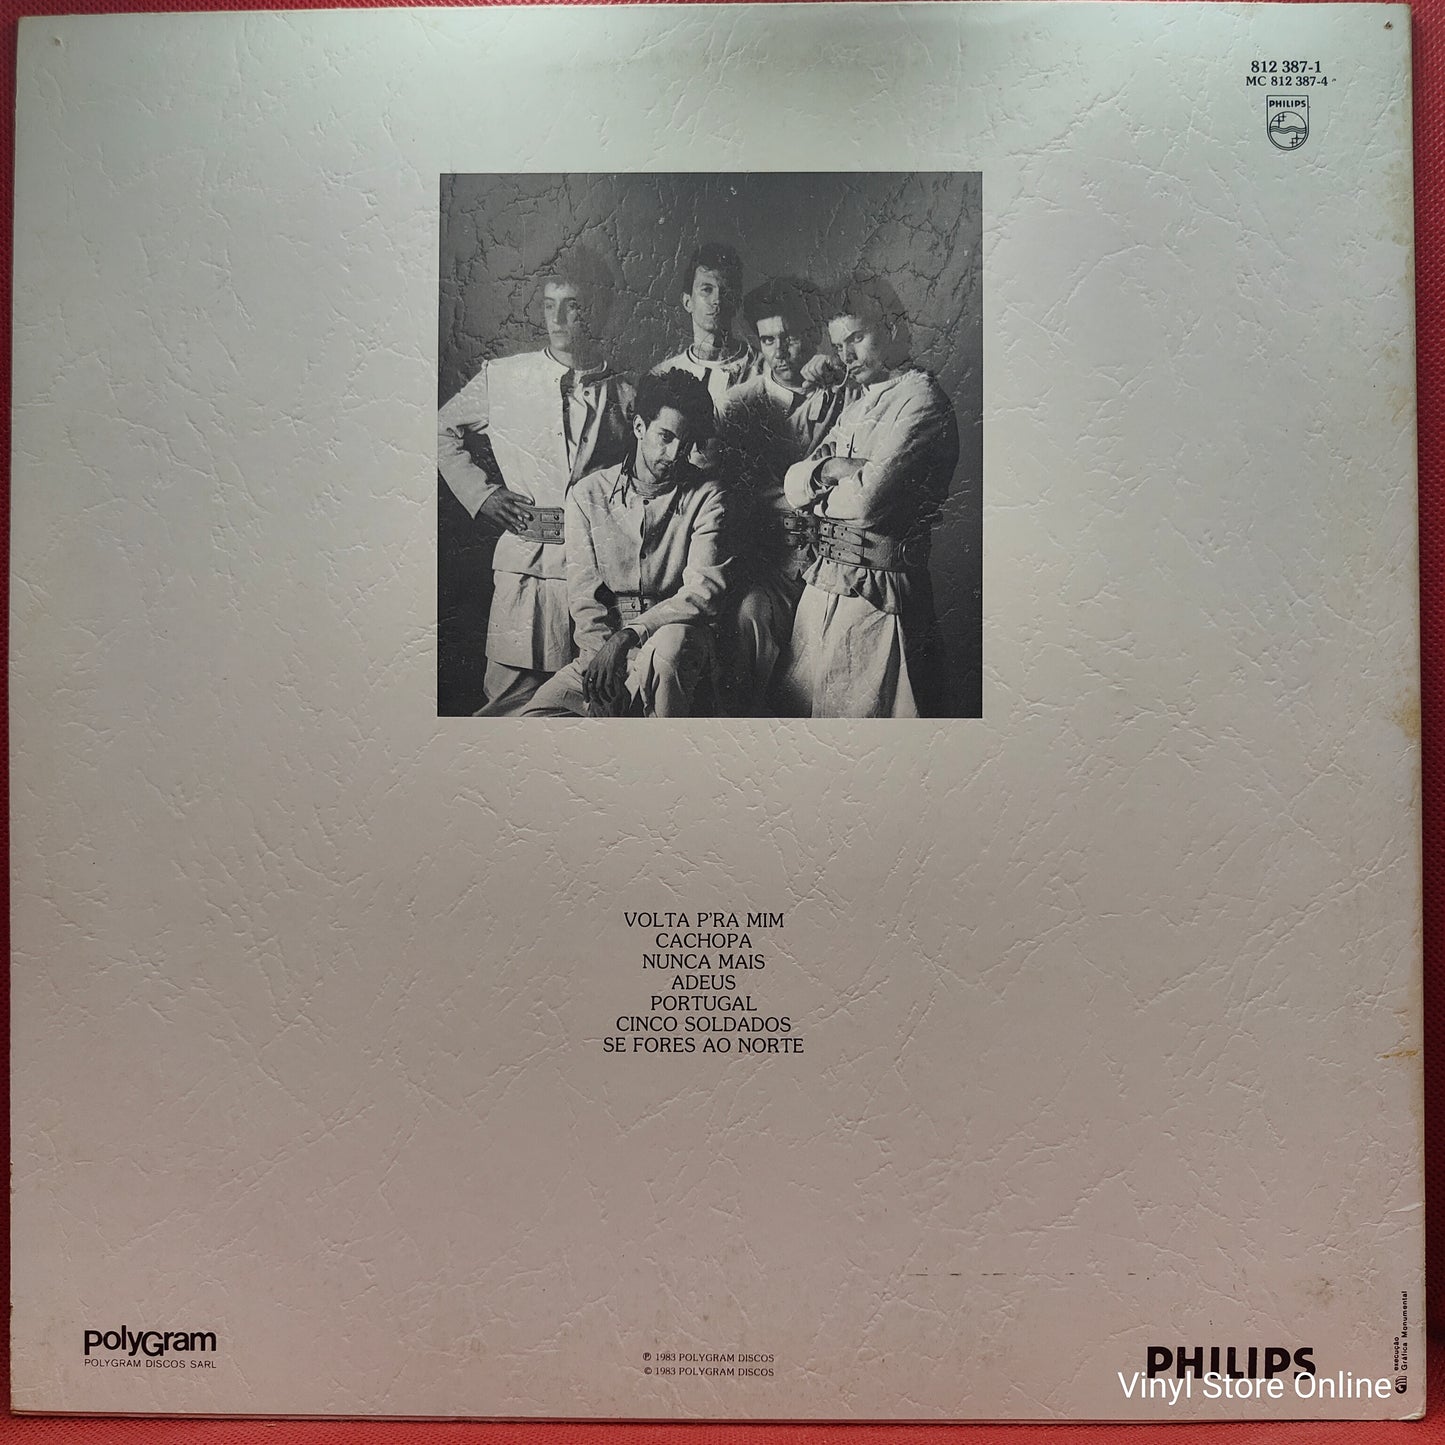 812 387-1
MC 812 387-4
PHILIPS
VOLTA P'RA MIM
CACHOPA
NUNCA MAIS
ADEUS
PORTUGAL
CINCO SOLDADOS
SE FORES AO NORTE
polyGram
POLYGRAM DISCOS SARL
℗ 1983 POLYGRAM DISCOS
© 1983 POLYGRAM DISCOS
PHILIPS
execução
Gráfica Monumental
Vinyl Store Online